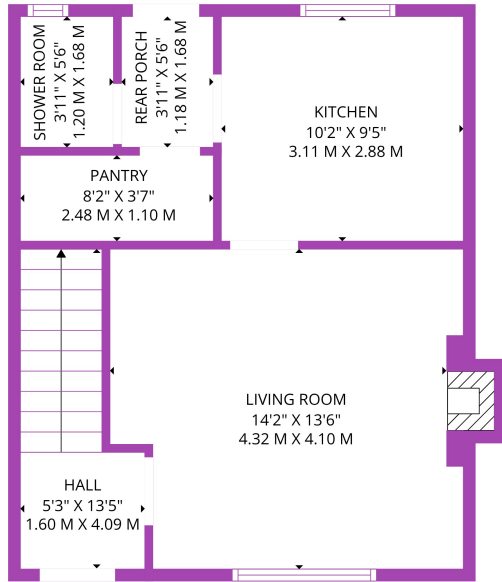 SHOWER ROOM
3'11" X 5'6"
1.20 M X 1.68 M
REAR PORCH
3'11" X 5'6"
1.18 M X 1.68 M
KITCHEN
10'2" X 9'5"
3.11 M X 2.88 M
PANTRY
8'2" X 3'7"
2.48 M X 1.10 M
LIVING ROOM
14'2" X 13'6"
4.32 M X 4.10 M
HALL
5'3" X 13'5"
1.60 M X 4.09 M